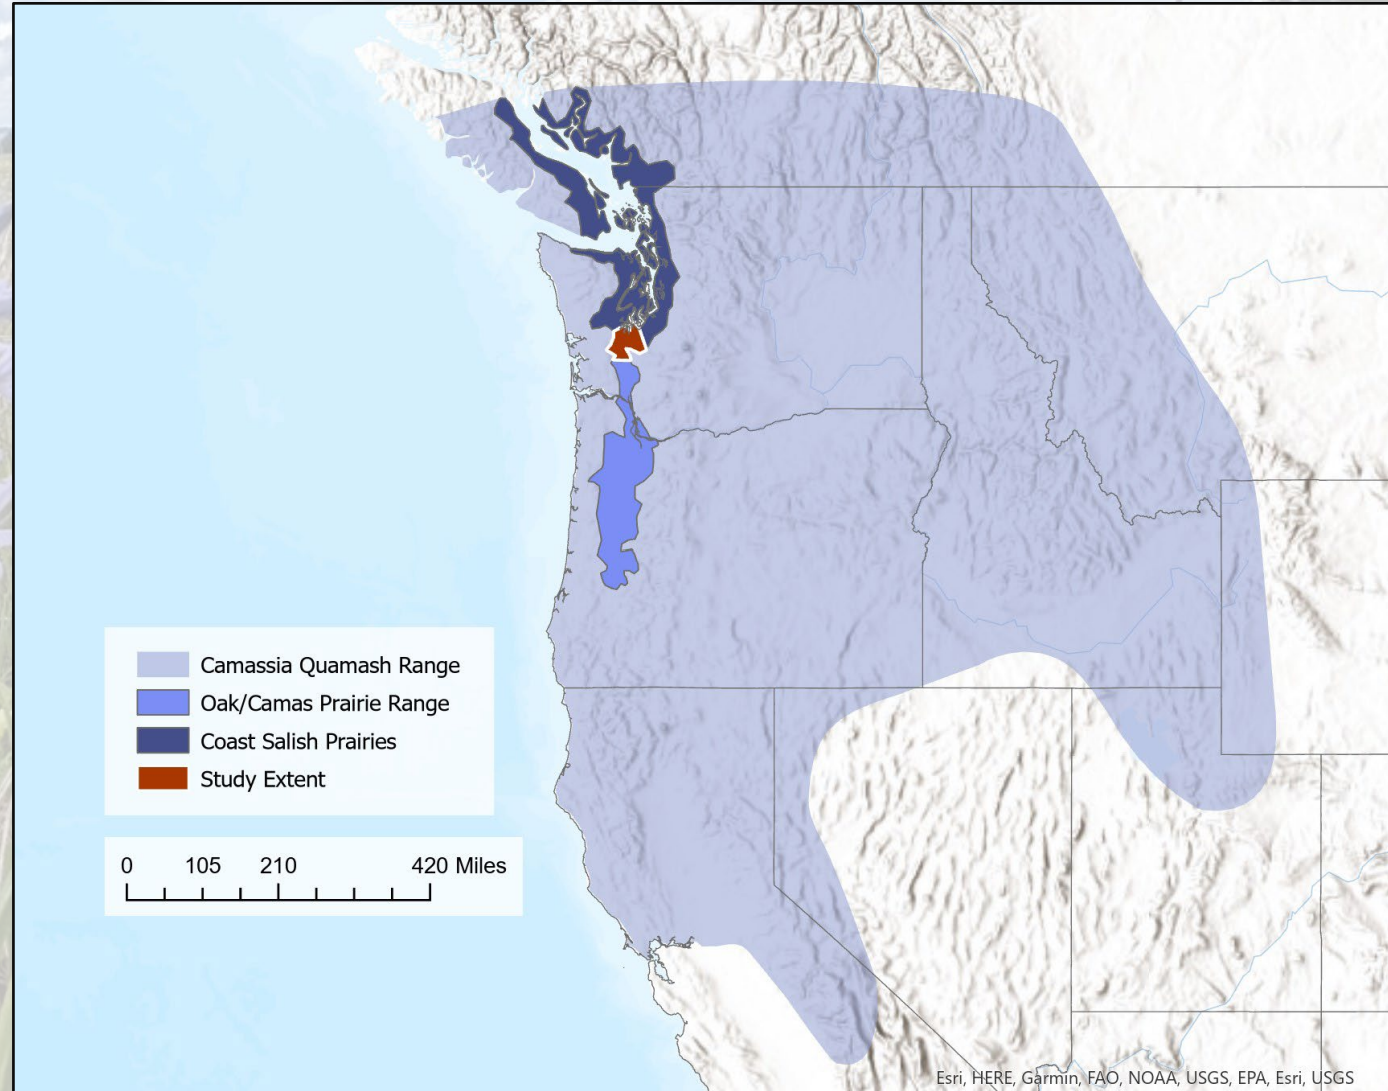 Camassia Quamash Range
Oak/Camas Prairie Range
Coast Salish Prairies
Study Extent
0 105 210 420 Miles
Esri, HERE, Garmin, FAO, NOAA, USGS, EPA, Esri, USGS